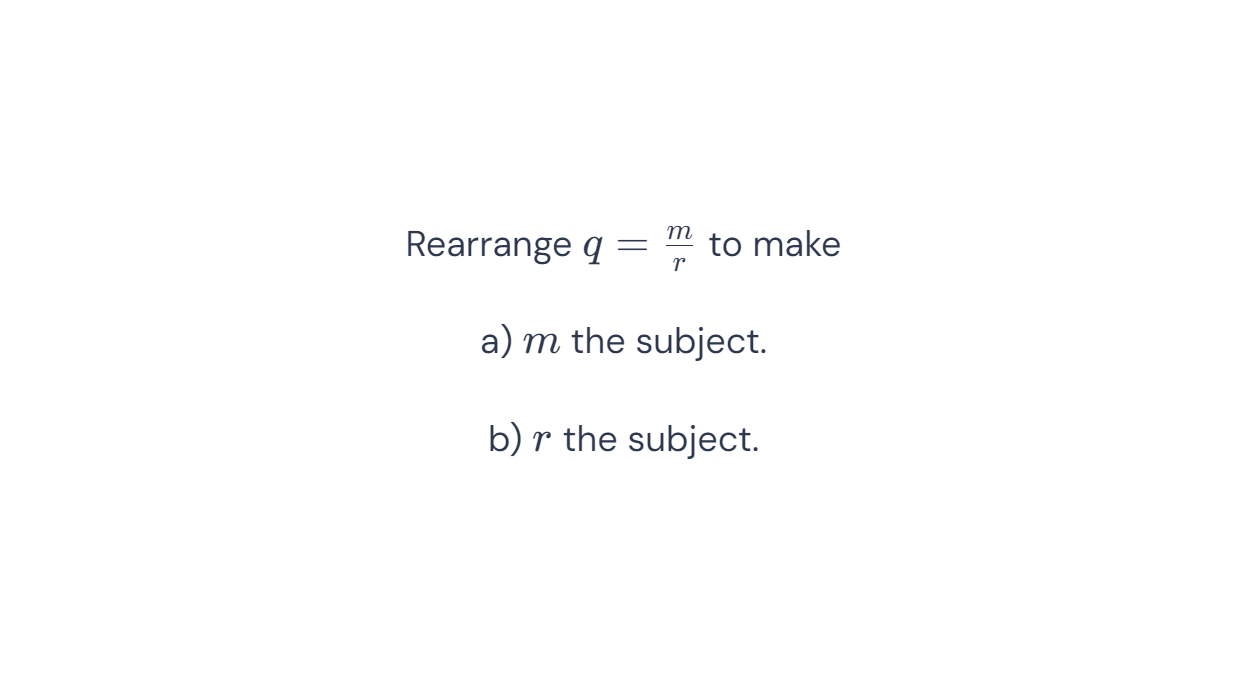 Rearrange q = m/r to make
a) m the subject.
b) r the subject.